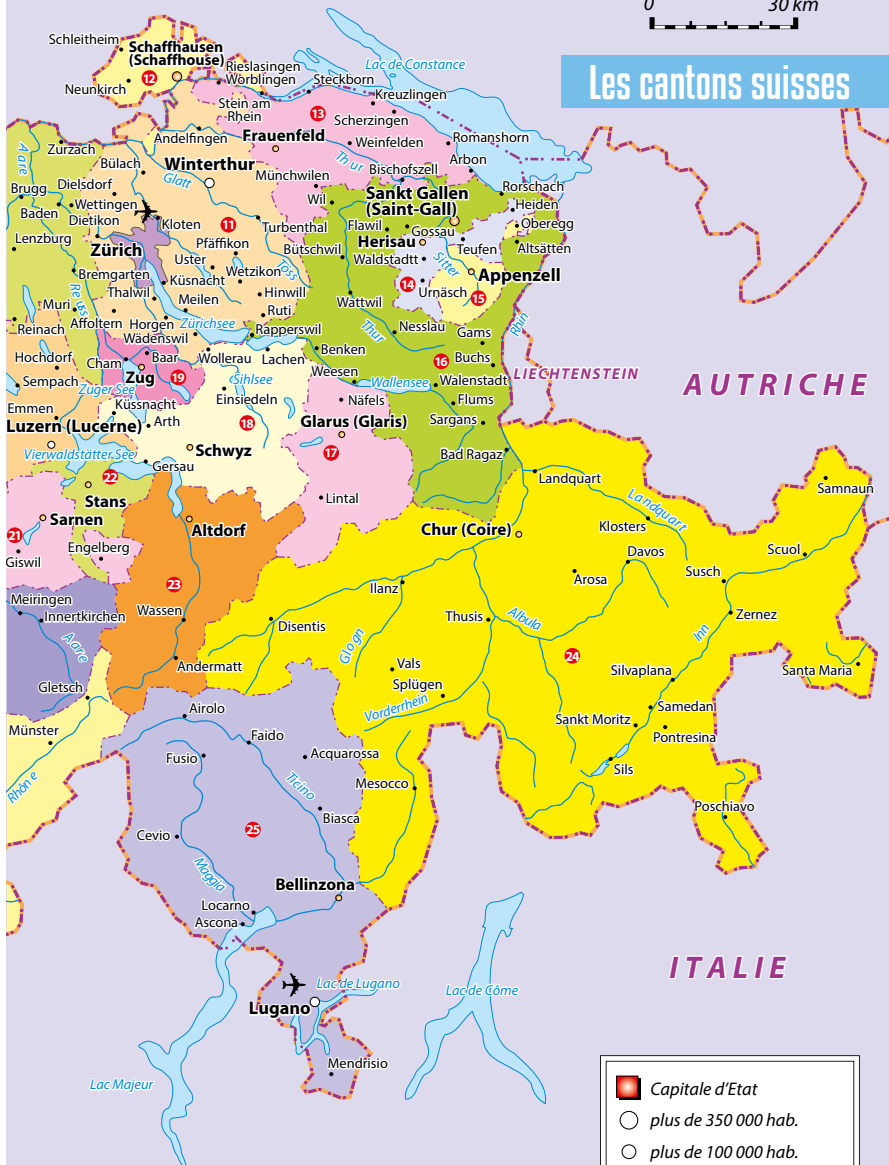 0 30 km
Les cantons suisses
Schleitheim
Schaffhausen
(Schaffhouse)
12
Neunkirch
Rieslasingen
Worblingen
Lac de Constance
Steckborn
Stein am
Rhein
Kreuzlingen
13
Scherzingen
Andelfingen
Frauenfeld
Weinfelden
Romanshorn
Zurzach
Aare
Bülach
Winterthur
Thur
Bischofszell
Arbon
Glatt
Münchwilen
Brugg
Dielsdorf
Wil
Sankt Gallen
(Saint-Gall)
Rorschach
Baden
Wettingen
Heiden
Dietikon
Kloten
11
Turbenthal
Flawil
Gossau
Oberegg
Lenzburg
Zürich
Pfäffikon
Bütschwil
Herisau
Teufen
Altsätten
Uster
Töss
Waldstadtt
Sitter
Bremgarten
Küsnacht
Wetzikon
Appenzell
Thalwil
Meilen
Hinwill
14
Urnäsch
15
Muri
Reuss
Wattwil
Affoltern
Horgen
Zürichsee
Ruti
Thur
Nesslau
Rhin
Reinach
Wädenswil
Rapperswil
Gams
Hochdorf
Cham
Baar
Wollerau
Lachen
Benken
16
Buchs
Zug
19
Weesen
LIECHTENSTEIN
AUTRICHE
Sempach
Zuger See
Sihlsee
Wallensee
Walenstadt
Emmen
Küssnacht
Einsiedeln
Näfels
Flums
Luzern (Lucerne)
Arth
18
Glarus (Glaris)
Sargans
Vierwaldstätter See
Schwyz
17
Bad Ragaz
22
Gersau
Landquart
Stans
Lintal
Landquart
Samnaun
Sarnen
Altdorf
Chur (Coire)
Klosters
21
Engelberg
Giswil
Davos
Scuol
23
Arosa
Susch
Meiringen
Ilanz
Innertkirchen
Wassen
Disentis
Thusis
Albula
Zernez
Aare
Glogn
Inn
24
Andermatt
Vals
Silvaplana
Santa Maria
Gletsch
Splügen
Airolo
Vorderrhein
Samedan
Münster
Faido
Sankt Moritz
Pontresina
Fusio
Acquarossa
Rhône
Ticino
Mesocco
Sils
Biasca
Poschiavo
25
Cevio
Maggia
Bellinzona
Locarno
Ascona
ITALIE
Lac de Lugano
Lac de Côme
Lugano
Mendrisio
Lac Majeur
Capitale d'Etat
plus de 350 000 hab.
plus de 100 000 hab.